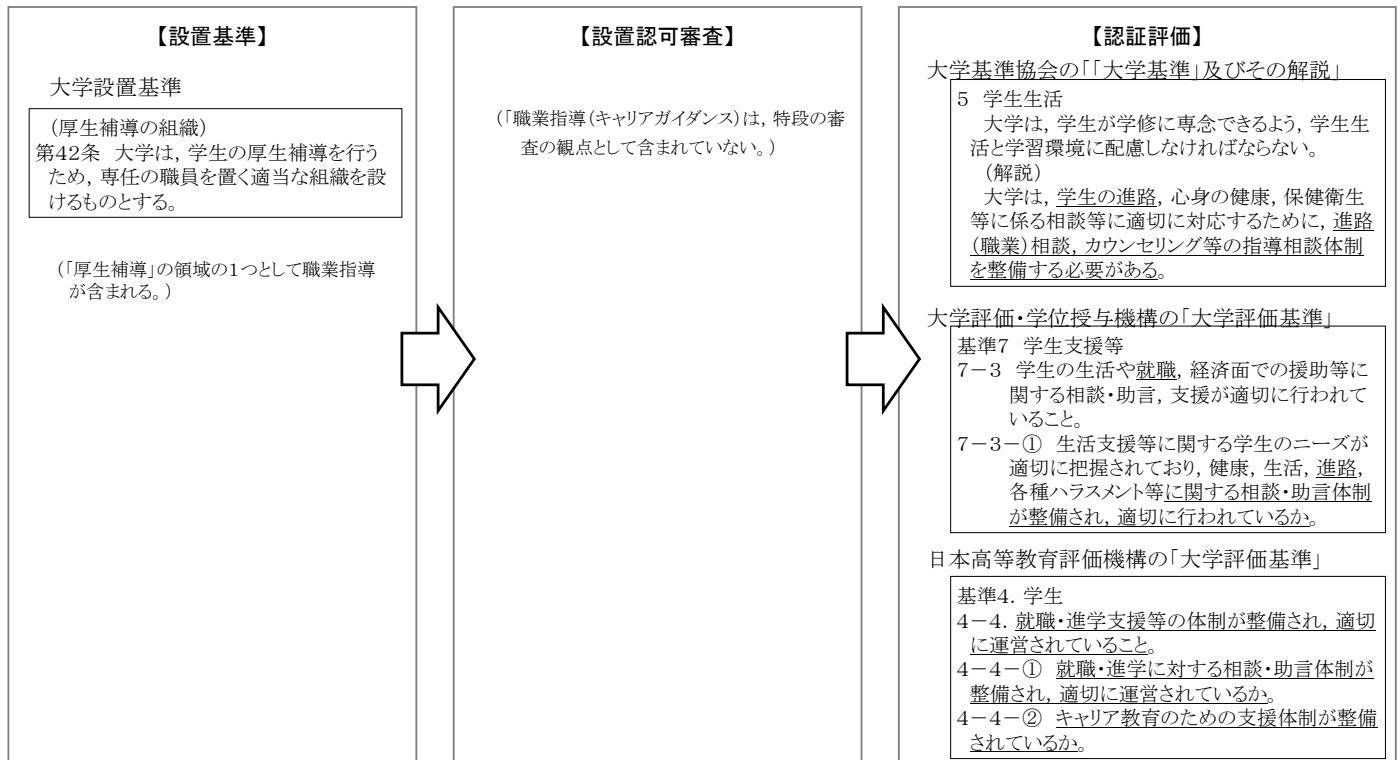 【設置基準】
大学設置基準
(厚生補導の組織)
第42条 大学は，学生の厚生補導を行う
ため，専任の職員を置く適当な組織を設
けるものとする。
(「厚生補導」の領域の1つとして職業指導
が含まれる。)
【設置認可審査】
(「職業指導(キャリアガイダンス)は，特段の審
査の観点として含まれていない。)
【認証評価】
大学基準協会の「「大学基準」及びその解説」
5 学生生活
大学は，学生が学修に専念できるよう，学生生
活と学習環境に配慮しなければならない。
(解説)
大学は，学生の進路，心身の健康，保健衛生
等に係る相談等に適切に対応するために，進路
(職業)相談，カウンセリング等の指導相談体制
を整備する必要がある。
大学評価・学位授与機構の「大学評価基準」
基準7 学生支援等
7－3 学生の生活や就職，経済面での援助等に
関する相談・助言，支援が適切に行われて
いること。
7－3－① 生活支援等に関する学生のニーズが
適切に把握されており，健康，生活，進路，
各種ハラスメント等に関する相談・助言体制
が整備され，適切に行われているか。
日本高等教育評価機構の「大学評価基準」
基準4．学生
4－4．就職・進学支援等の体制が整備され，適切
に運営されていること。
4－4－① 就職・進学に対する相談・助言体制が
整備され，適切に運営されているか。
4－4－② キャリア教育のための支援体制が整備
されているか。